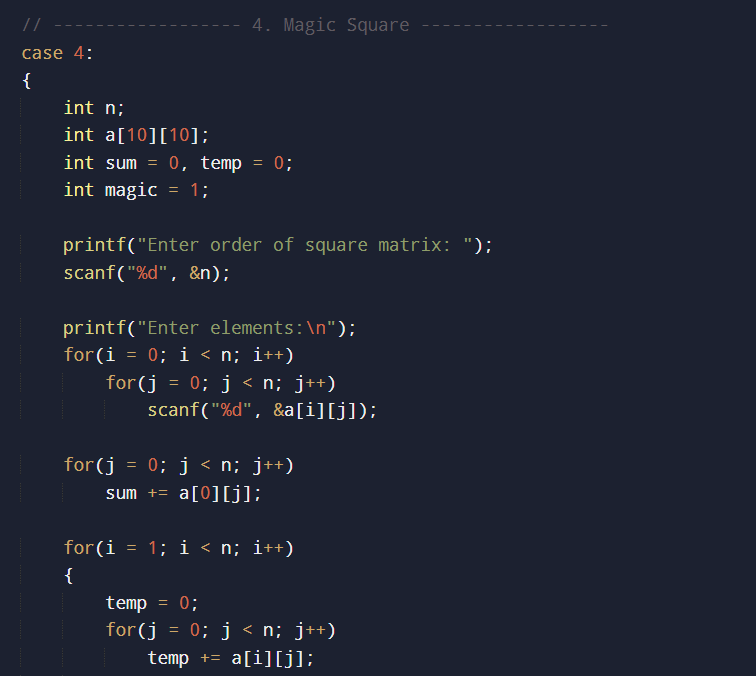 // ------------------ 4. Magic Square ------------------
case 4:
{
    int n;
    int a[10][10];
    int sum = 0, temp = 0;
    int magic = 1;

    printf("Enter order of square matrix: ");
    scanf("%d", &n);

    printf("Enter elements:\n");
    for(i = 0; i < n; i++)
        for(j = 0; j < n; j++)
            scanf("%d", &a[i][j]);

    for(j = 0; j < n; j++)
        sum += a[0][j];

    for(i = 1; i < n; i++)
    {
        temp = 0;
        for(j = 0; j < n; j++)
            temp += a[i][j];